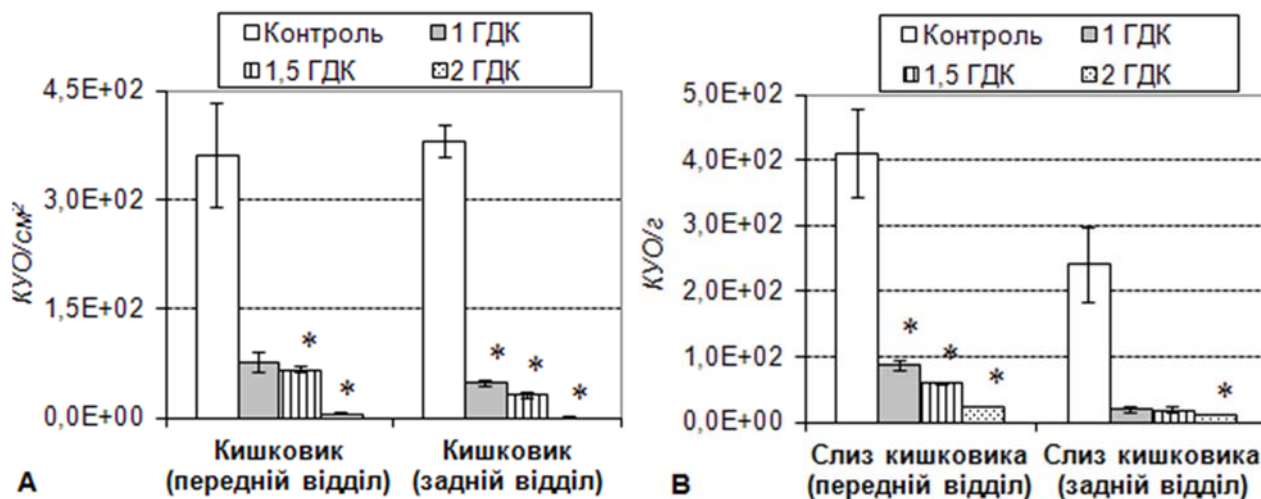 Контроль 1 ГДК
1,5 ГДК 2 ГДК
4,5E+02
3,0E+02
1,5E+02
0,0E+00
КУО/см²
* * * * *
Кишковик
(передній відділ)
Кишковик
(задній відділ)
А
Контроль 1 ГДК
1,5 ГДК 2 ГДК
5,0E+02
4,0E+02
3,0E+02
2,0E+02
1,0E+02
0,0E+00
КУО/г
* * * *
Слиз кишковика
(передній відділ)
Слиз кишковика
(задній відділ)
В